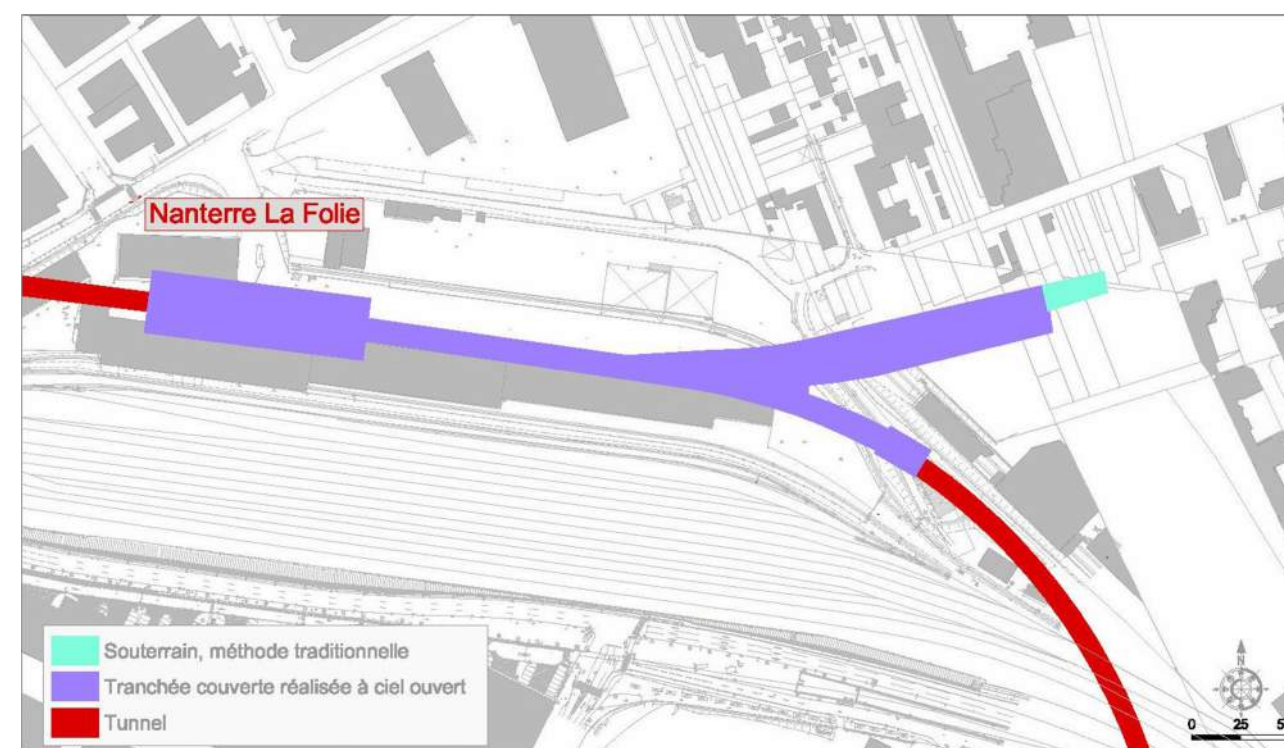 Nanterre La Folie
Souterrain, méthode traditionnelle
Tranchée couverte réalisée à ciel ouvert
Tunnel
N
0 25